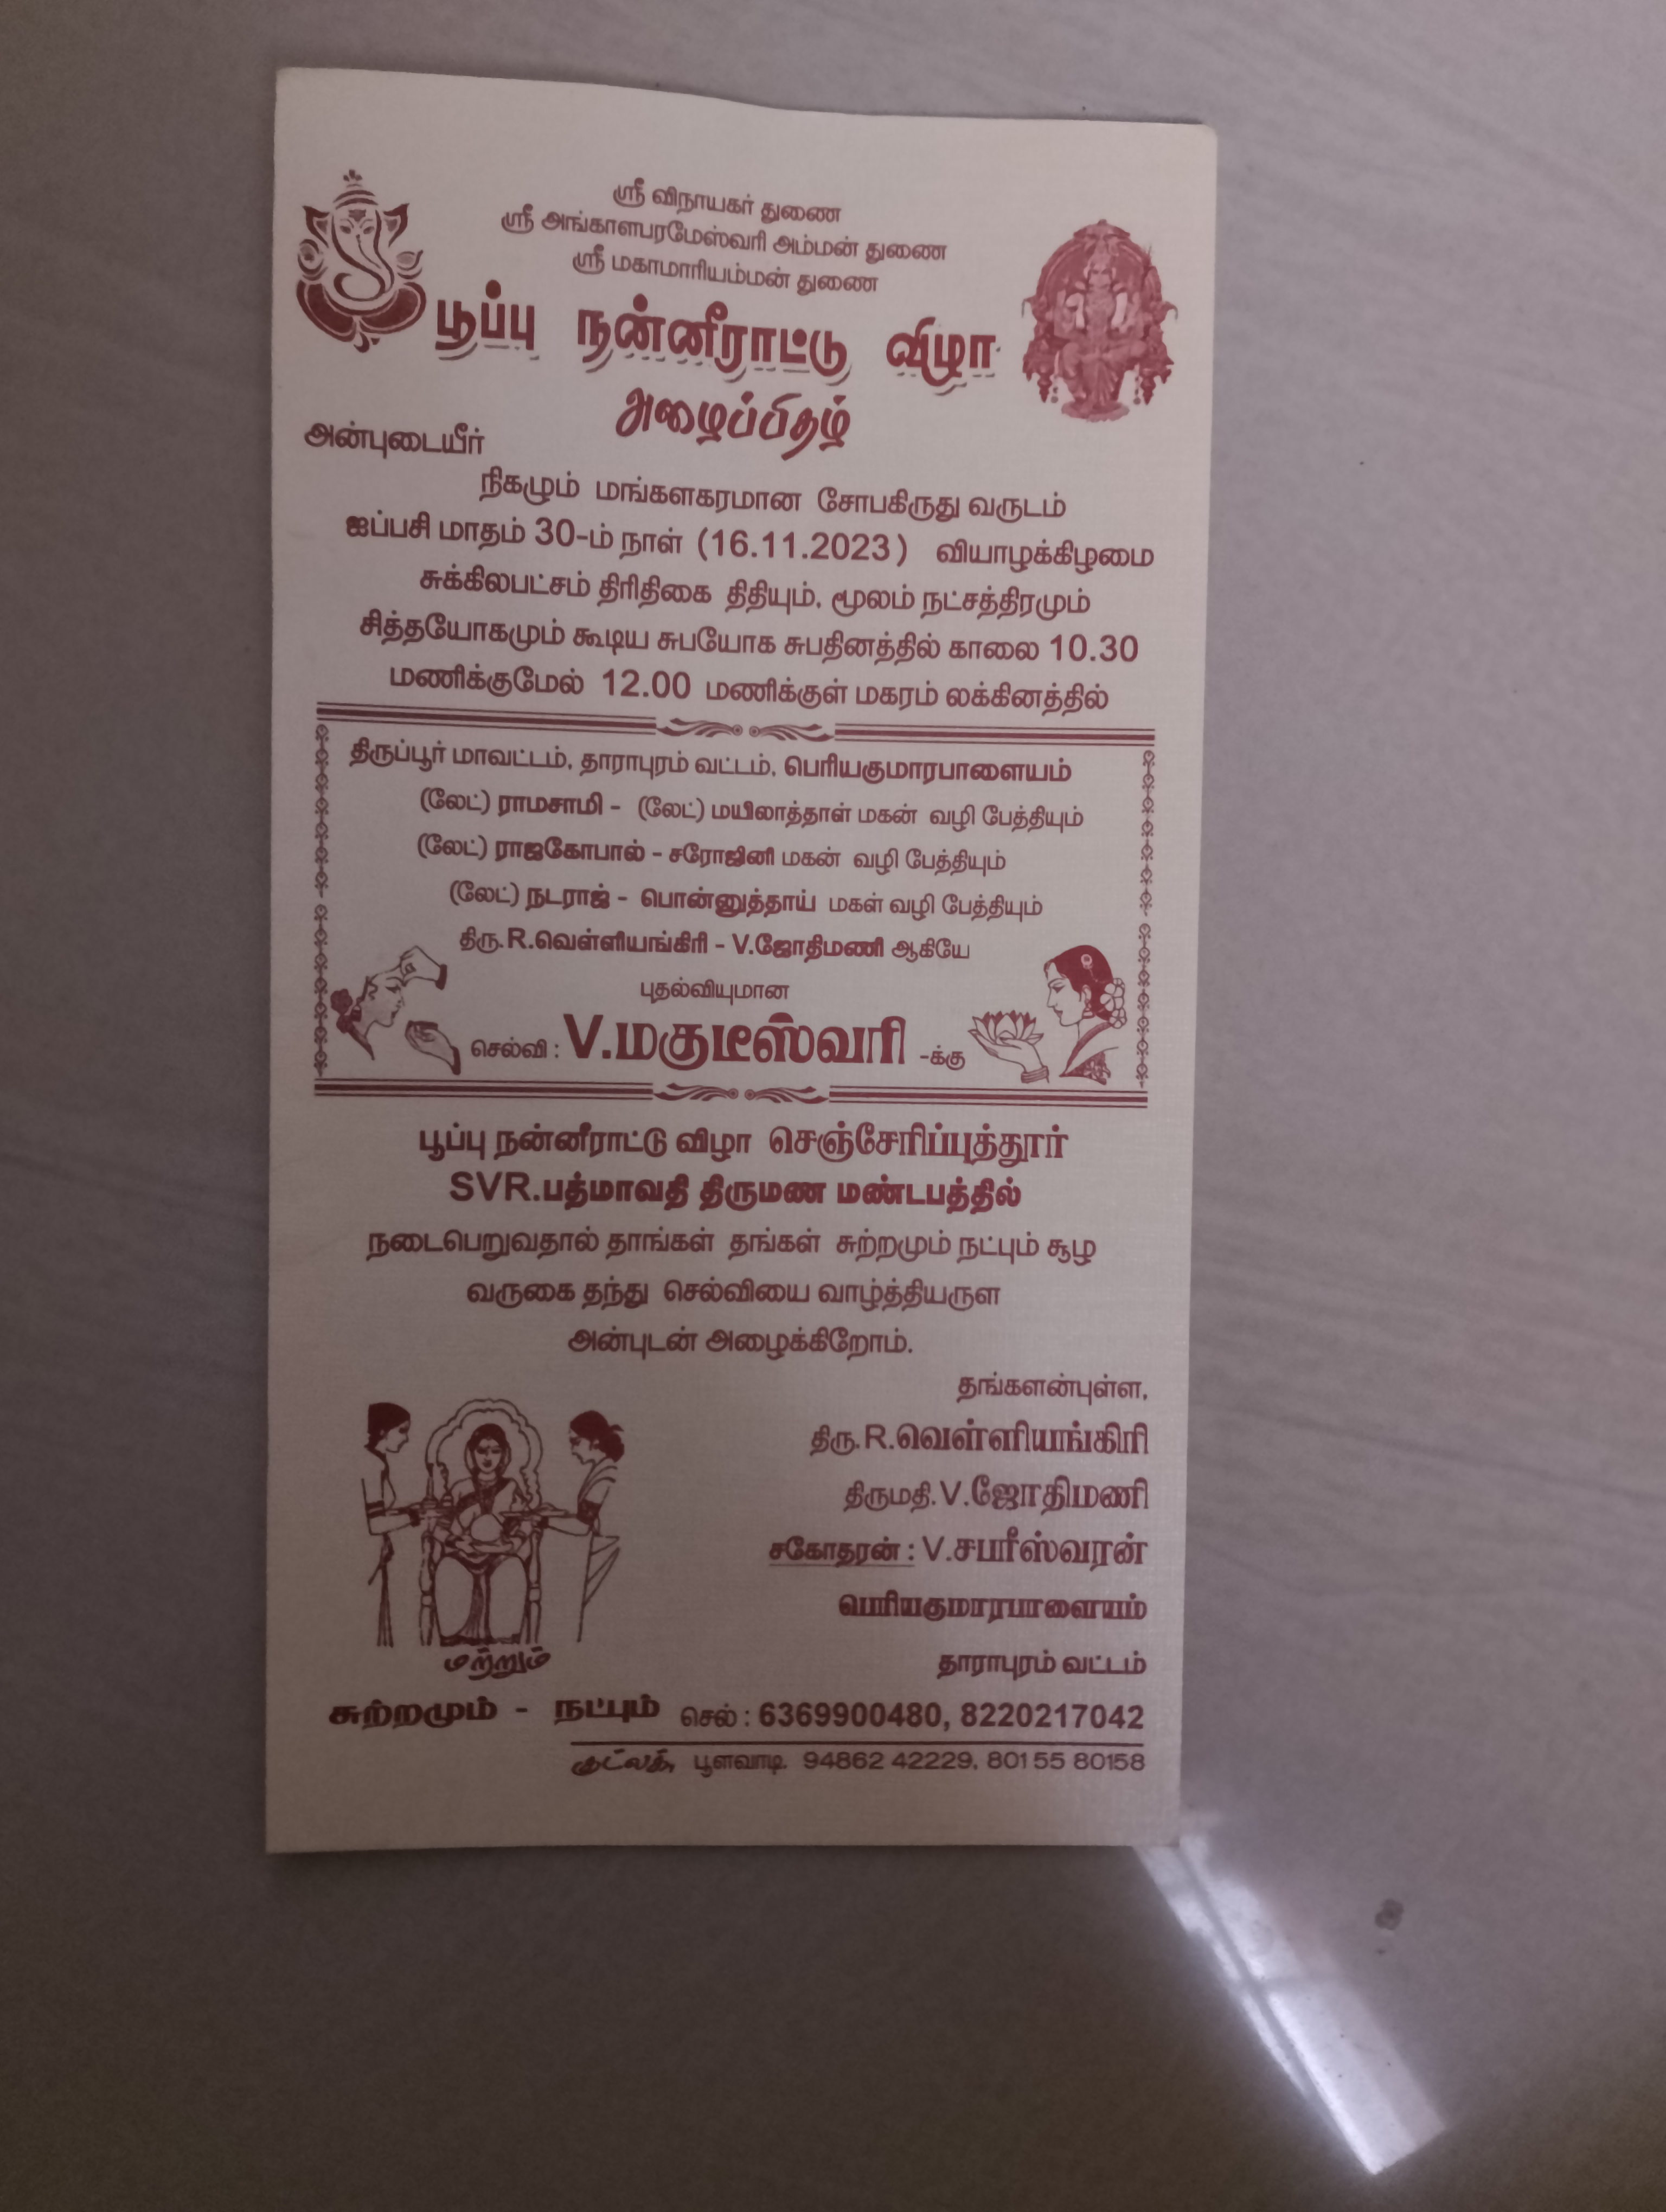 ஸ்ரீ விநாயகர் துணை
ஸ்ரீ அங்காளபரமேஸ்வரி அம்மன் துணை
ஸ்ரீ மகாமாரியம்மன் துணை
பூப்பு நன்னீராட்டு விழா
அழைப்பிதழ்
அன்புடையீர்
நிகழும் மங்களகரமான சோபகிருது வருடம்
ஐப்பசி மாதம் 30-ம் நாள் (16.11.2023) வியாழக்கிழமை
சுக்கிலபட்சம் திரிதிகை திதியும், மூலம் நட்சத்திரமும்
சித்தயோகமும் கூடிய சுபயோக சுபதினத்தில் காலை 10.30
மணிக்குமேல் 12.00 மணிக்குள் மகரம் லக்கினத்தில்
திருப்பூர் மாவட்டம், தாராபுரம் வட்டம், பெரியகுமாரபாளையம்
(லேட்) ராமசாமி - (லேட்) மயிலாத்தாள் மகன் வழி பேத்தியும்
(லேட்) ராஜகோபால் - சரோஜினி மகன் வழி பேத்தியும்
(லேட்) நடராஜ் - பொன்னுத்தாய் மகள் வழி பேத்தியும்
திரு.R.வெள்ளியங்கிரி - V.ஜோதிமணி ஆகியே
புதல்வியுமான
செல்வி : V.மகுடீஸ்வரி -க்கு
பூப்பு நன்னீராட்டு விழா செஞ்சேரிப்புத்தூர்
SVR.பத்மாவதி திருமண மண்டபத்தில்
நடைபெறுவதால் தாங்கள் தங்கள் சுற்றமும் நட்பும் சூழ
வருகை தந்து செல்வியை வாழ்த்தியருள
அன்புடன் அழைக்கிறோம்.
தங்களன்புள்ள,
திரு.R.வெள்ளியங்கிரி
திருமதி.V.ஜோதிமணி
சகோதரன் : V.சபரீஸ்வரன்
பெரியகுமாரபாளையம்
தாராபுரம் வட்டம்
மற்றும்
சுற்றமும் - நட்பும் செல் : 6369900480, 8220217042
குட்லக், பூளவாடி. 94862 42229, 801 55 80158